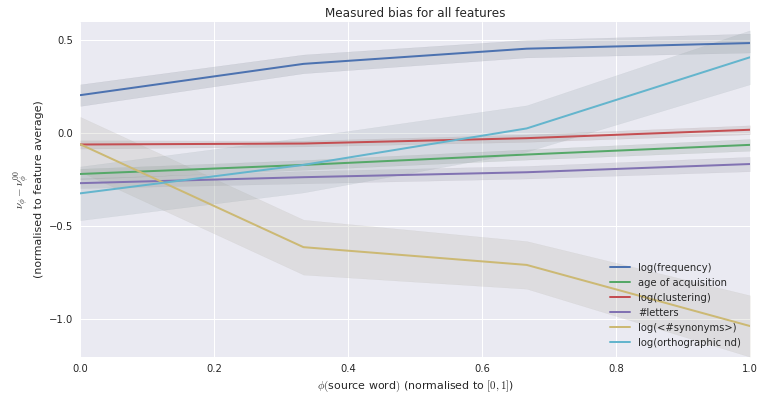 Measured bias for all features
0.5
0.0
−0.5
−1.0
ν_ϕ − ν_ϕ^00
(normalised to feature average)
log(frequency)
age of acquisition
log(clustering)
#letters
log(<#synonyms>)
log(orthographic nd)
0.0 0.2 0.4 0.6 0.8 1.0
ϕ(source word) (normalised to [0, 1])